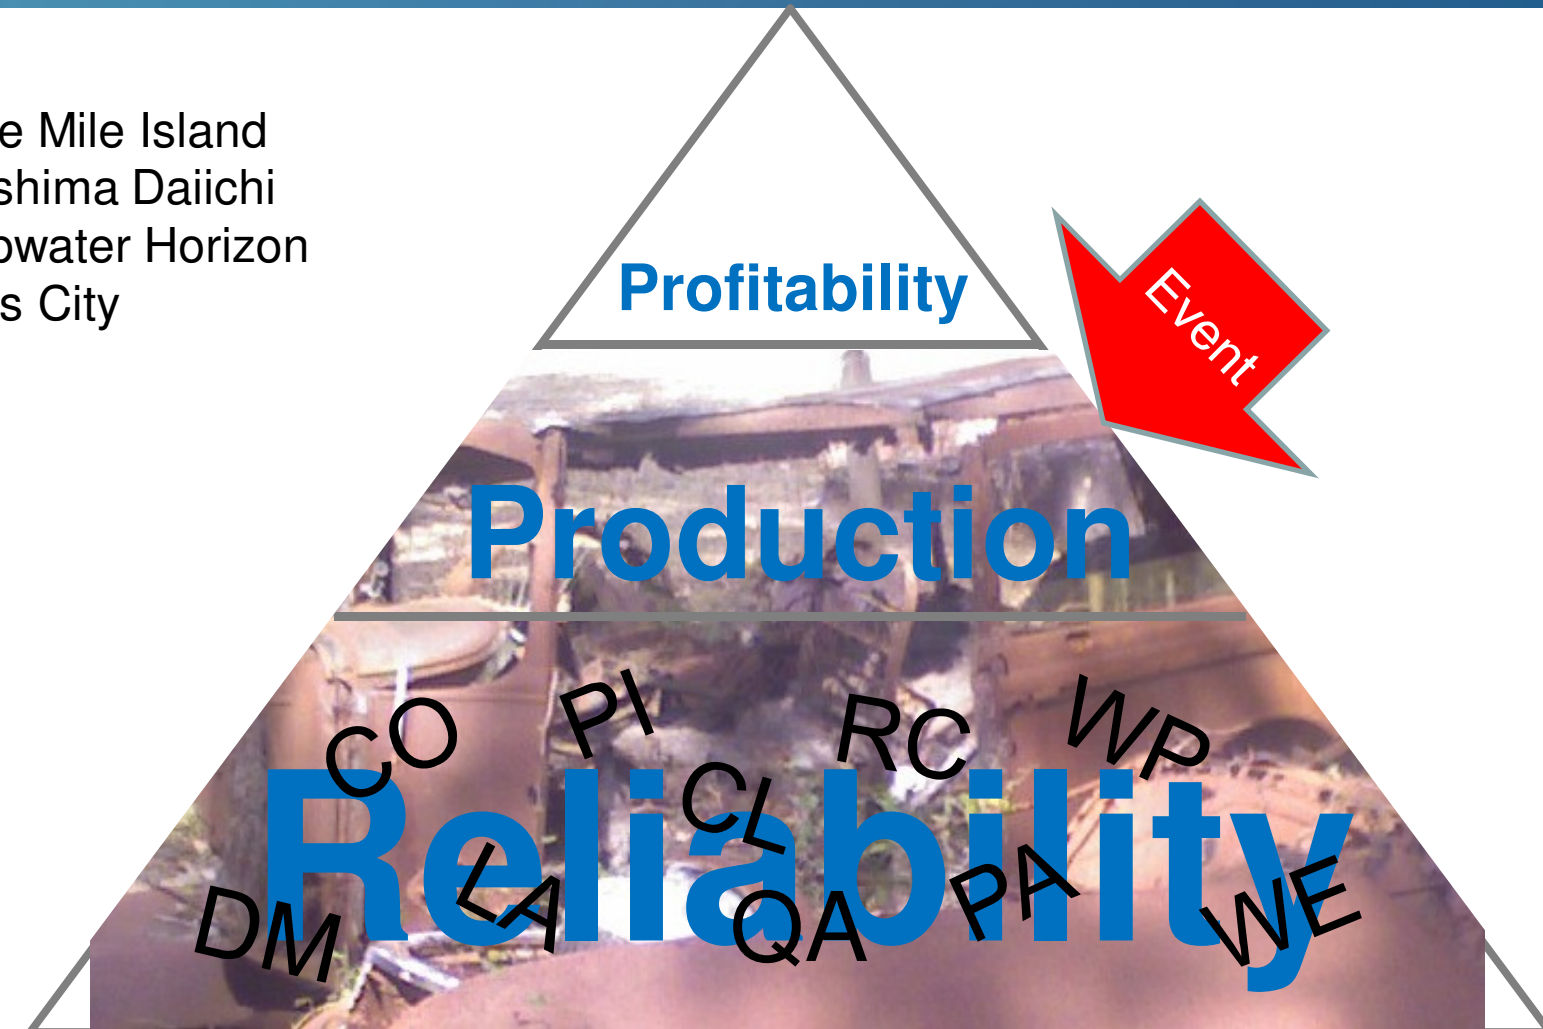 e Mile Island
shima Daiichi
pwater Horizon
s City
Profitability
Event
Production
CO PI RC WP
CL
Reliability
DM LA QA PA WE